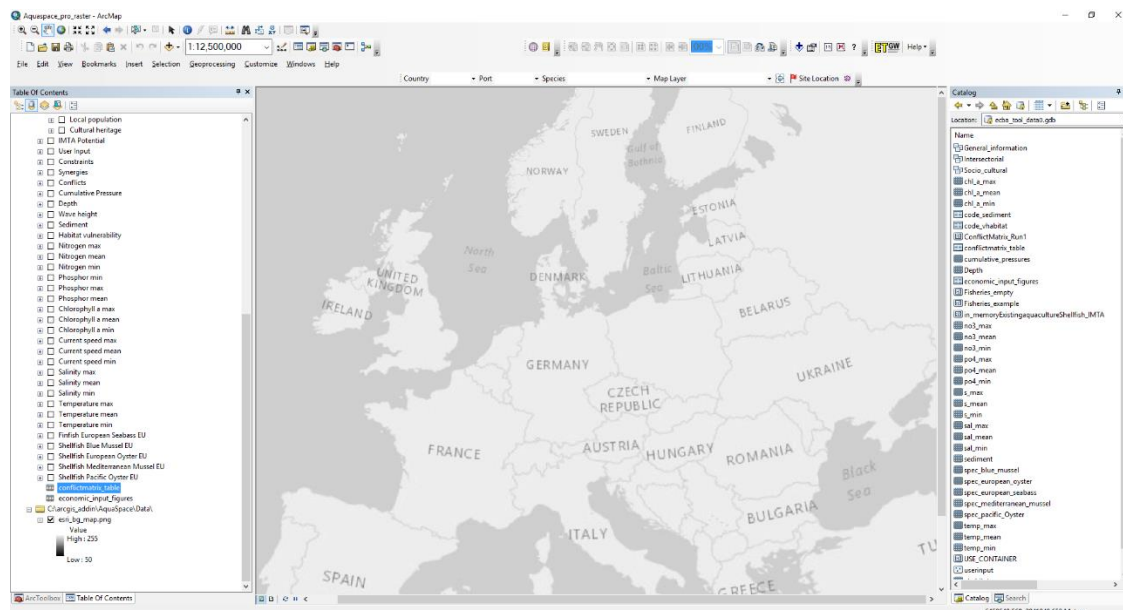 Aquaspace_pro_raster - ArcMap
1:12,500,000
100%
ET GW Help
File Edit View Bookmarks Insert Selection Geoprocessing Customize Windows Help
Country Port Species Map Layer Site Location
Table Of Contents
Local population
Cultural heritage
IMTA Potential
User Input
Constraints
Synergies
Conflicts
Cumulative Pressure
Depth
Wave height
Sediment
Habitat vulnerability
Nitrogen max
Nitrogen mean
Nitrogen min
Phosphor min
Phosphor max
Phosphor mean
Chlorophyll a max
Chlorophyll a mean
Chlorophyll a min
Current speed max
Current speed mean
Current speed min
Salinity max
Salinity mean
Salinity min
Temperature max
Temperature mean
Temperature min
Finfish European Seabass EU
Shellfish Blue Mussel EU
Shellfish European Oyster EU
Shellfish Mediterranean Mussel EU
Shellfish Pacific Oyster EU
conflictmatrix_table
economic_input_figures
C:\arcgis_addin\AquaSpace\Data\
esri_bg_map.png
Value
High : 255
Low : 50
ArcToolbox Table Of Contents
SWEDEN
FINLAND
Gulf of
Bothnia
NORWAY
ESTONIA
LATVIA
North
Sea
DENMARK
Baltic
Sea
LITHUANIA
UNITED
KINGDOM
IRELAND
BELARUS
GERMANY
UKRAINE
CZECH
REPUBLIC
FRANCE
AUSTRIA
HUNGARY
ROMANIA
Black
Sea
BULGARIA
ITALY
TU
SPAIN
GREECE
Catalog
Location: ecba_tool_data0.gdb
Name
General_information
Intersectorial
Socio_cultural
chl_a_max
chl_a_mean
chl_a_min
code_sediment
code_vhabitat
ConflictMatrix_Run1
conflictmatrix_table
cumulative_pressures
Depth
economic_input_figures
Fisheries_empty
Fisheries_example
in_memoryExistingaquacultureShellfish_IMTA
no3_max
no3_mean
no3_min
po4_max
po4_mean
po4_min
s_max
s_mean
s_min
sal_max
sal_mean
sal_min
sediment
spec_blue_mussel
spec_european_oyster
spec_european_seabass
spec_mediterranean_mussel
spec_pacific_Oyster
temp_max
temp_mean
temp_min
USE_CONTAINER
userinput
Catalog Search